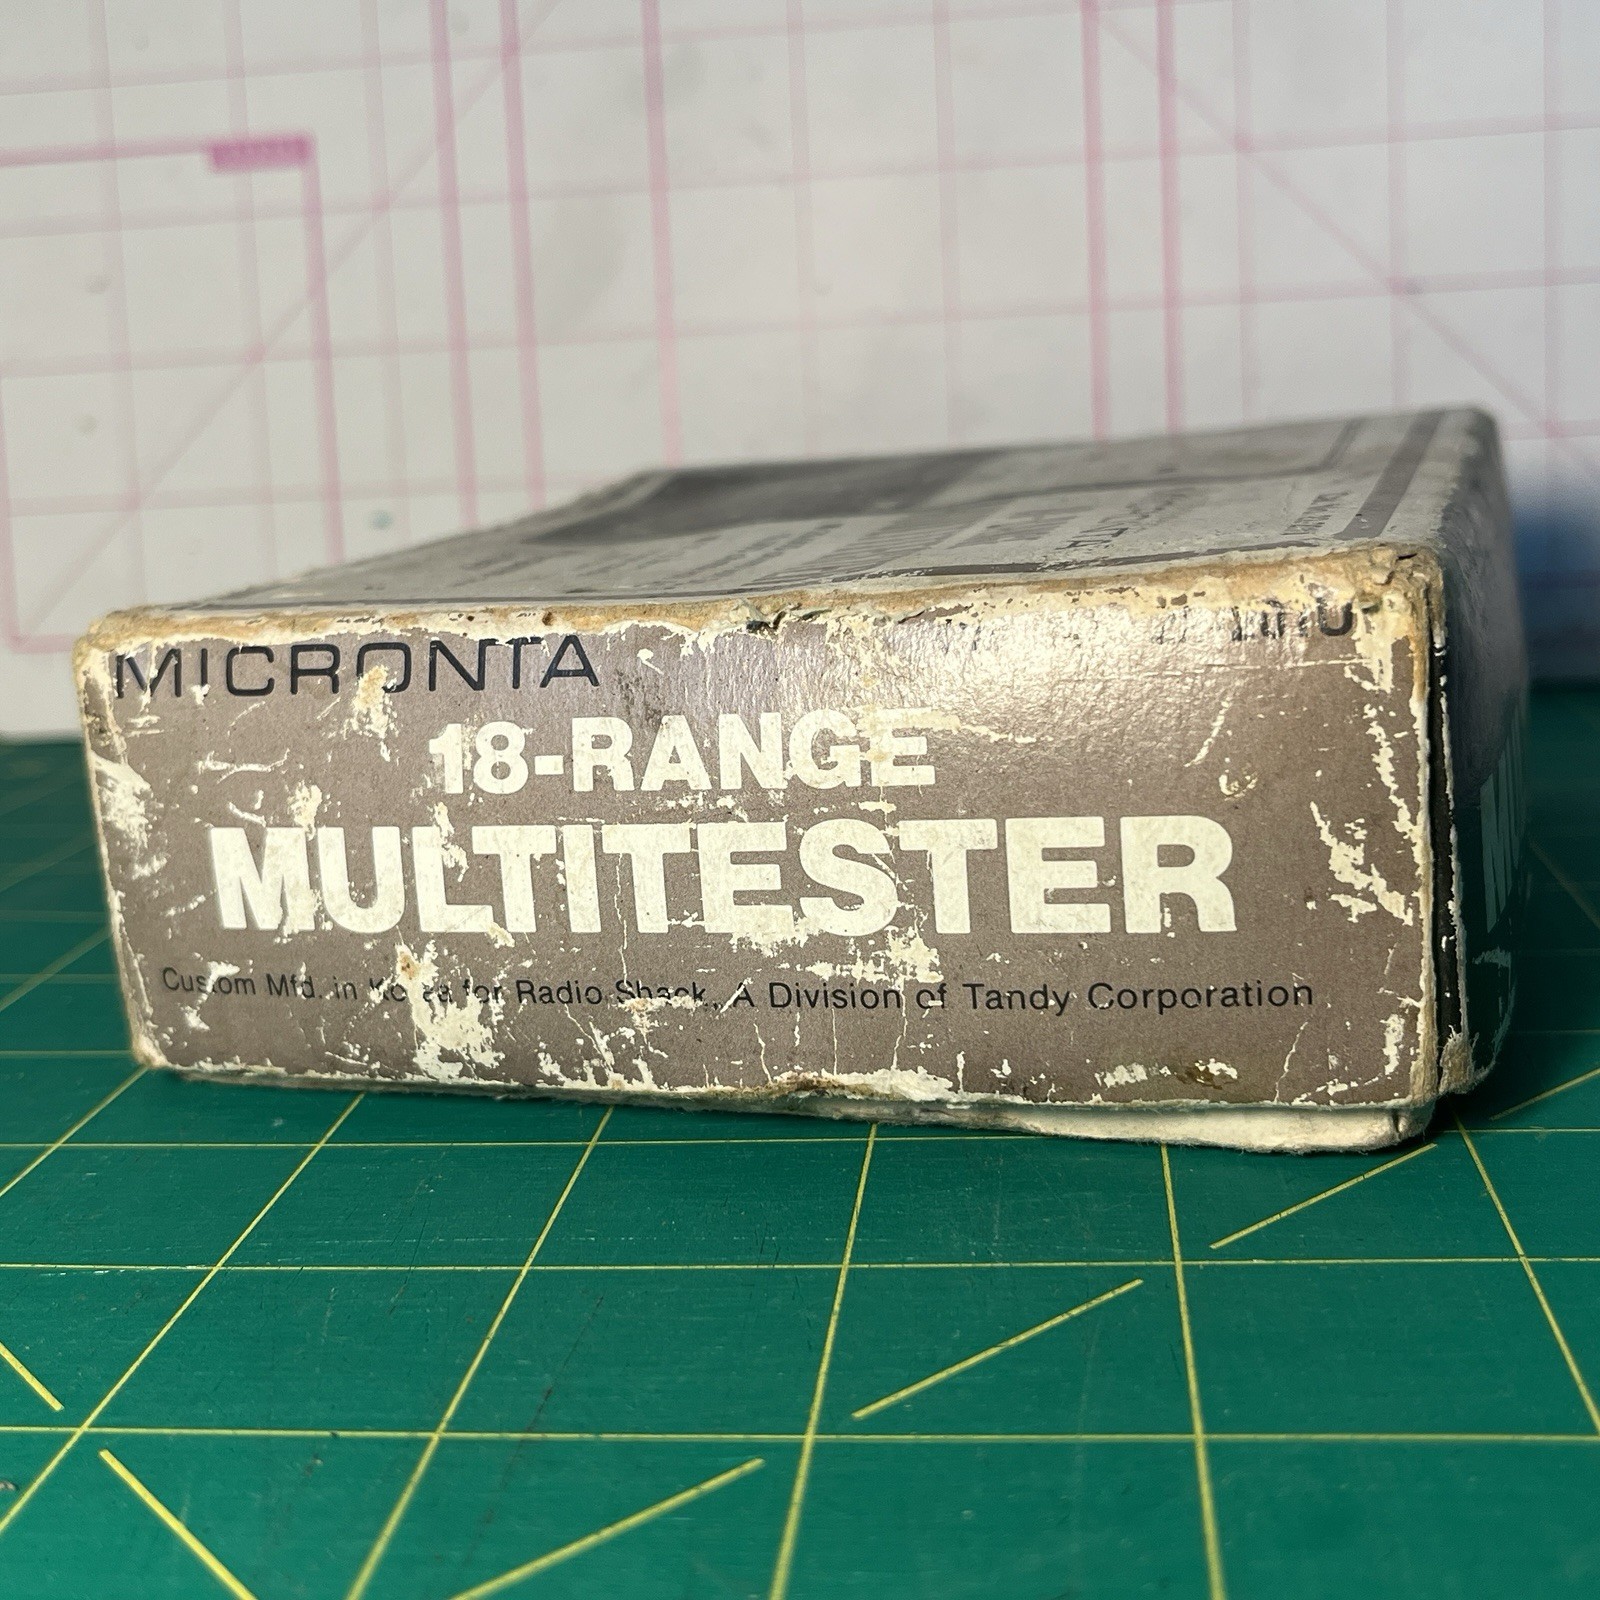 MICRONTA
18-RANGE
MULTITESTER
Custom Mfd. in Korea for Radio Shack, A Division of Tandy Corporation